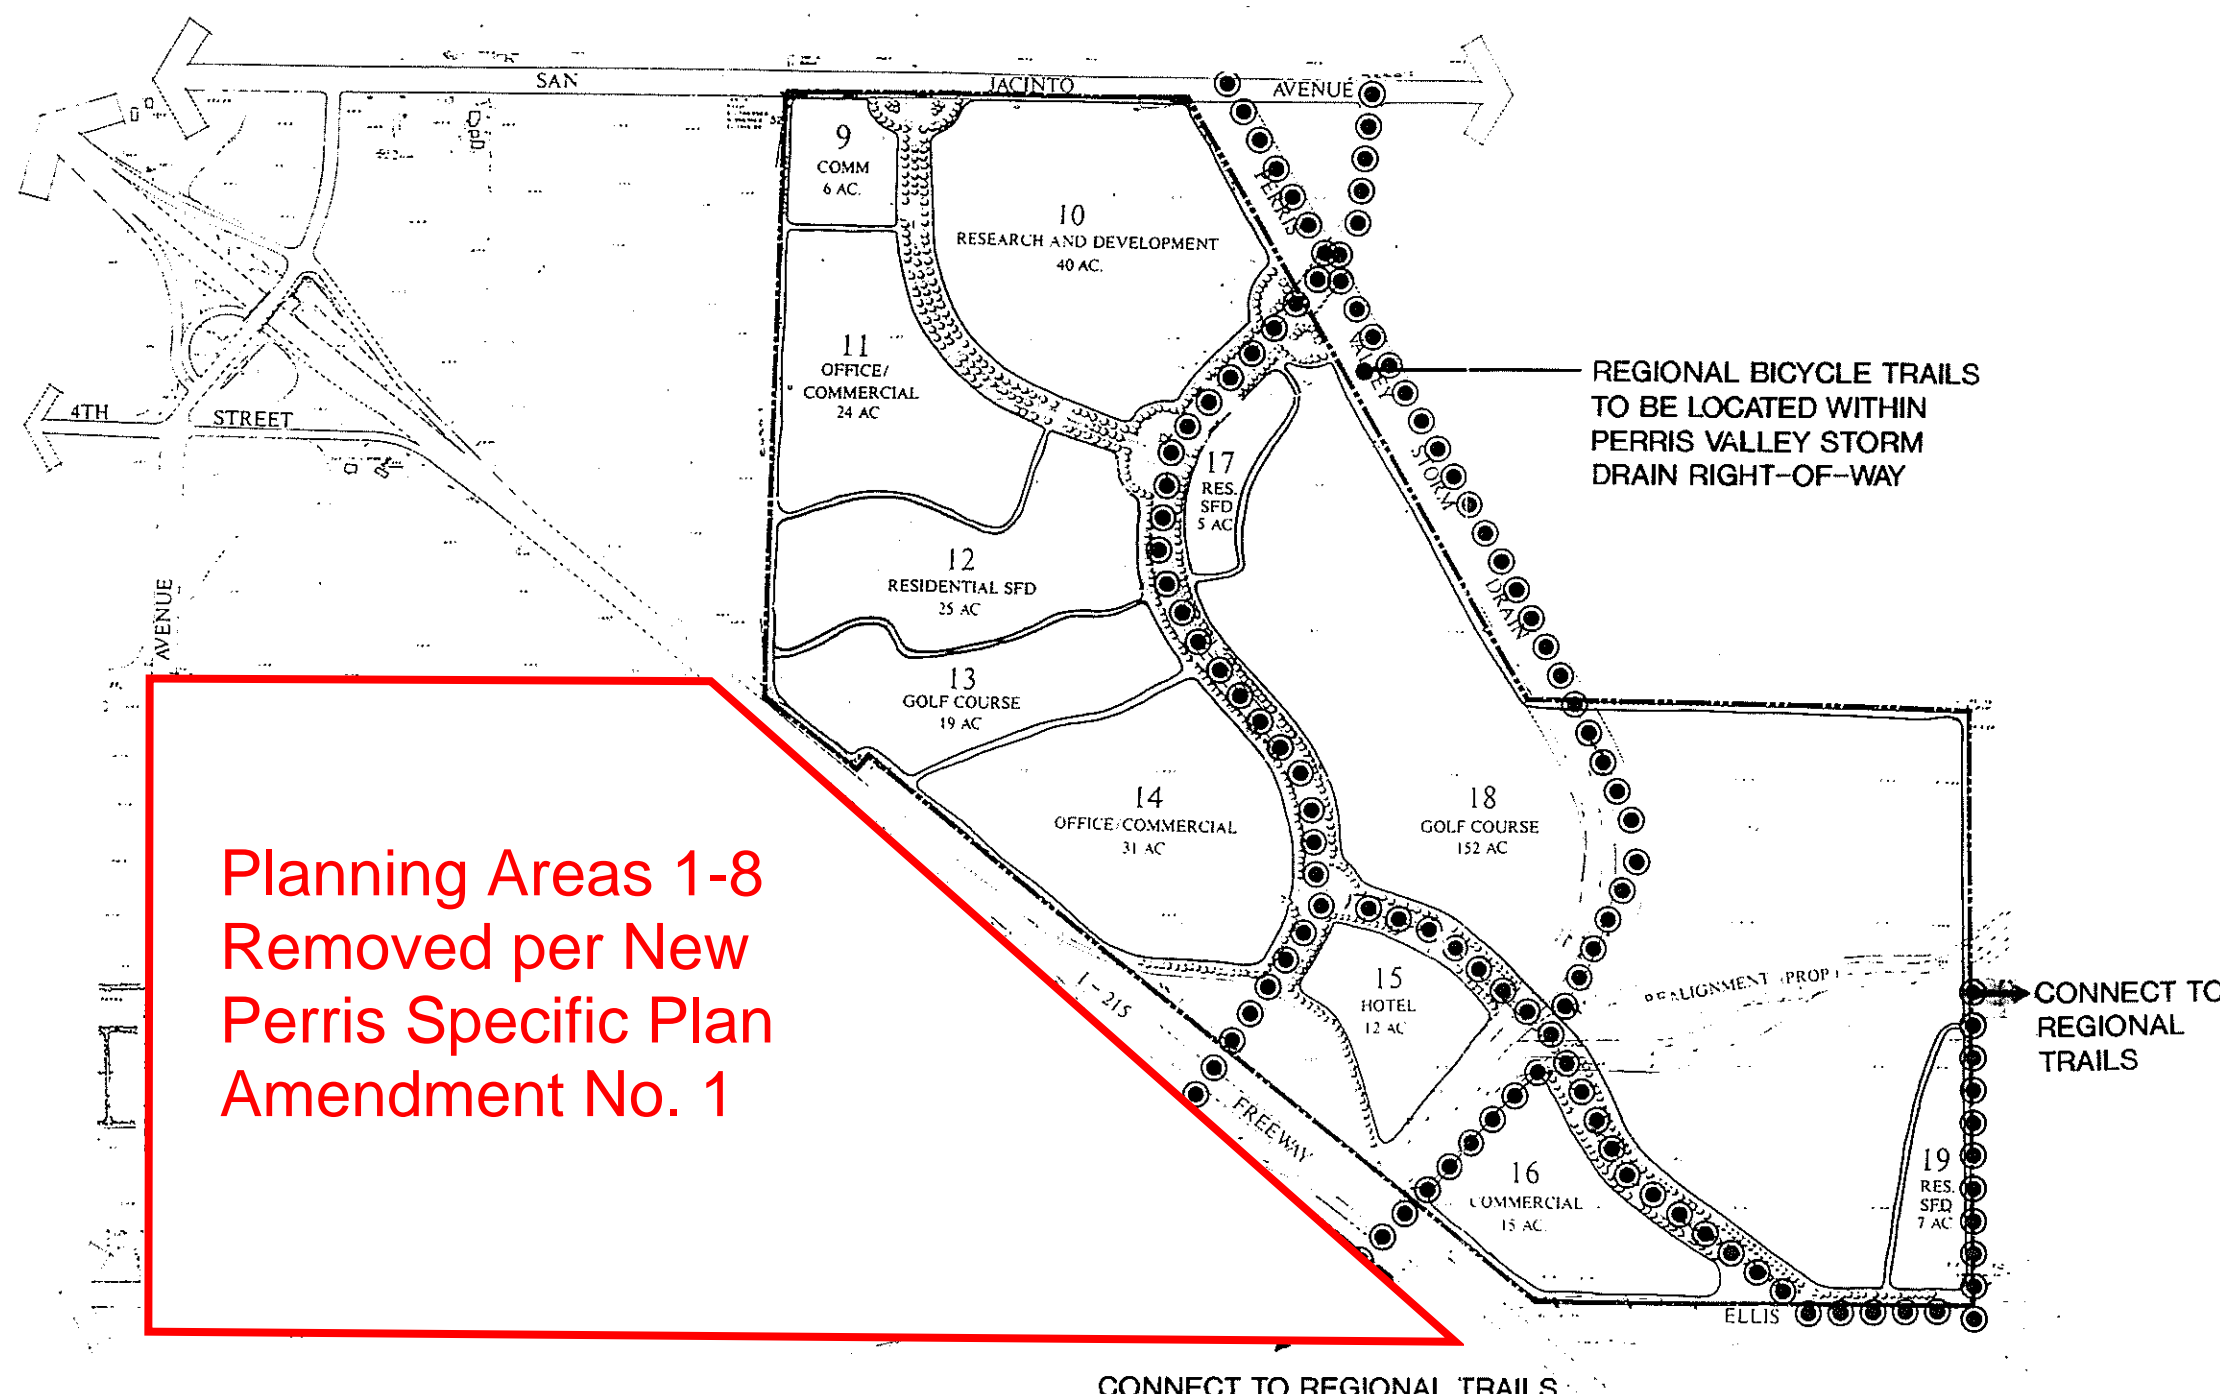 SAN JACINTO AVENUE
9
COMM
6 AC.
10
RESEARCH AND DEVELOPMENT
40 AC.
PERRIS VALLEY STORM DRAIN
11
OFFICE/
COMMERCIAL
24 AC
4TH STREET
REGIONAL BICYCLE TRAILS
TO BE LOCATED WITHIN
PERRIS VALLEY STORM
DRAIN RIGHT-OF-WAY
17
RES.
SFD
5 AC
12
RESIDENTIAL SFD
25 AC
AVENUE
13
GOLF COURSE
19 AC
14
OFFICE/COMMERCIAL
31 AC
18
GOLF COURSE
152 AC
Planning Areas 1-8
Removed per New
Perris Specific Plan
Amendment No. 1
15
HOTEL
12 AC
REALIGNMENT (PROP)
CONNECT TO
REGIONAL
TRAILS
I-215 FREEWAY
16
COMMERCIAL
15 AC.
19
RES.
SFD
7 AC
ELLIS
CONNECT TO REGIONAL TRAILS